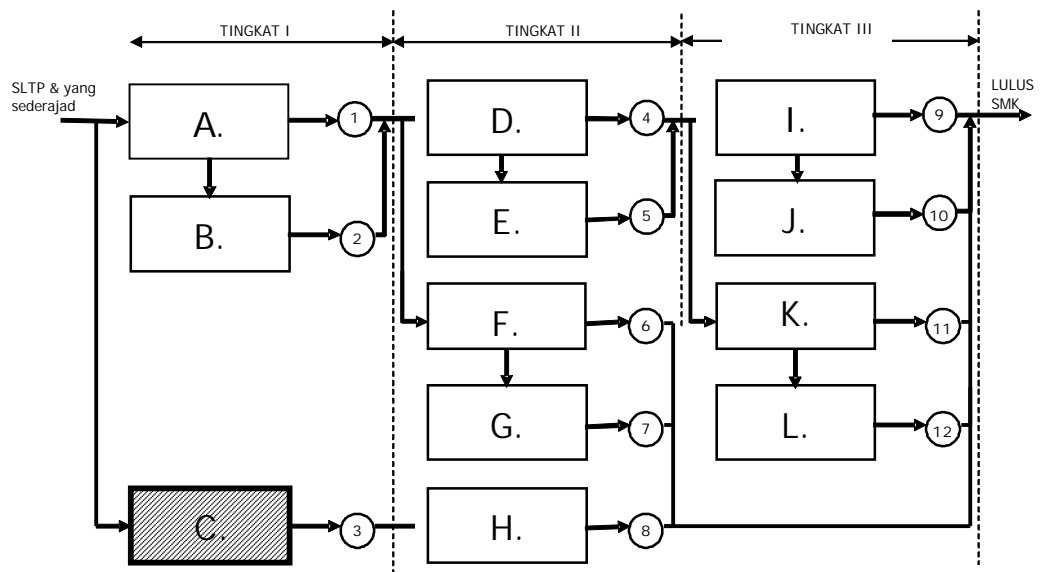 TINGKAT I
TINGKAT II
TINGKAT III
SLTP & yang
sederajad
LULUS
SMK
A.
1
D.
4
I.
9
B.
2
E.
5
J.
10
F.
6
K.
11
G.
7
L.
12
C.
3
H.
8